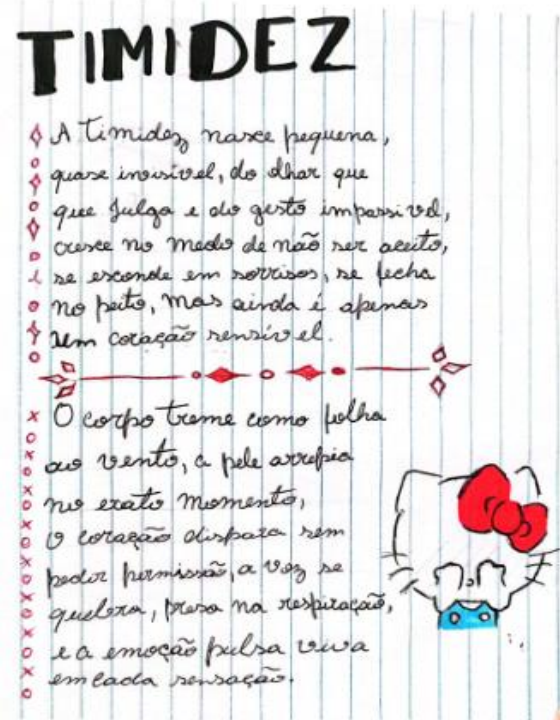 TIMIDEZ
A Timidez nasce pequena,
quase invisível, do olhar que
que julga e do gesto impassivel,
cresce no medo de não ser aceito,
se esconde em sorrisos, se fecha
no peito, mas ainda é apenas
um coração sensível.
O corpo treme como folha
ao vento, a pele arrepia
no exato momento,
O coração dispara sem
pedir permissão, a voz se
quebra, presa na respiração,
e a emoção pulsa viva
em cada sensação.